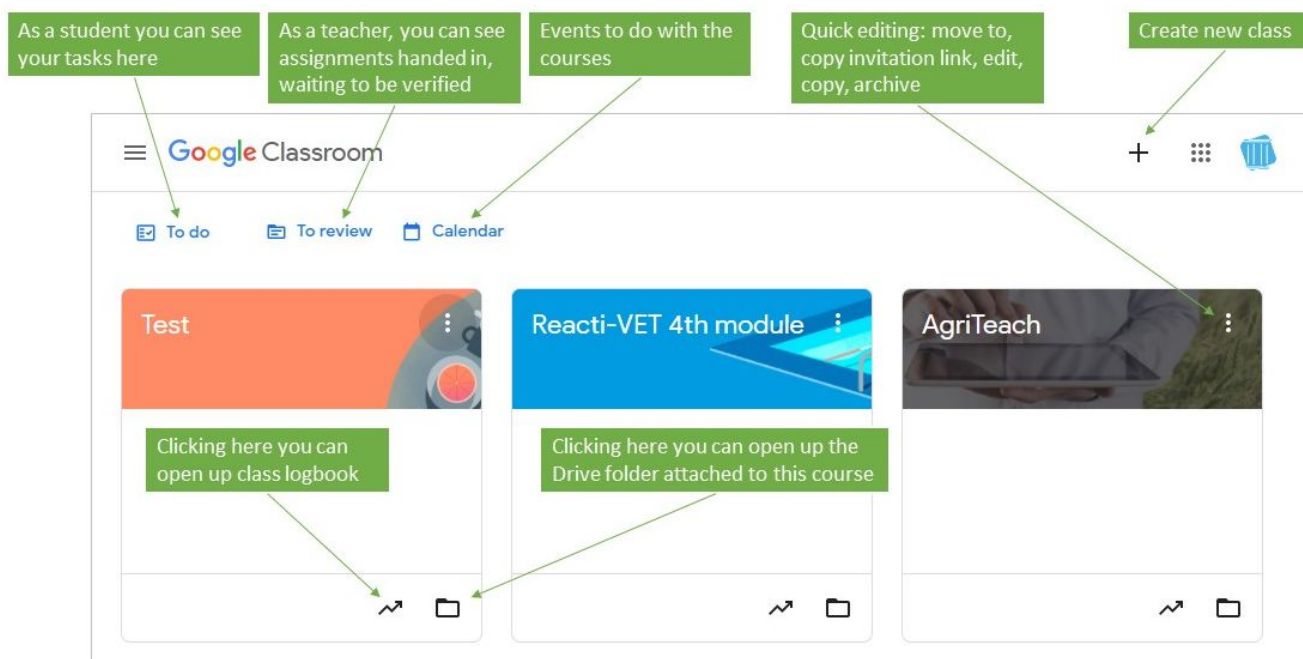 As a student you can see
your tasks here
As a teacher, you can see
assignments handed in,
waiting to be verified
Events to do with the
courses
Quick editing: move to,
copy invitation link, edit,
copy, archive
Create new class
Google Classroom
To do
To review
Calendar
Test
Reacti-VET 4th module
AgriTeach
Clicking here you can
open up class logbook
Clicking here you can open up the
Drive folder attached to this course